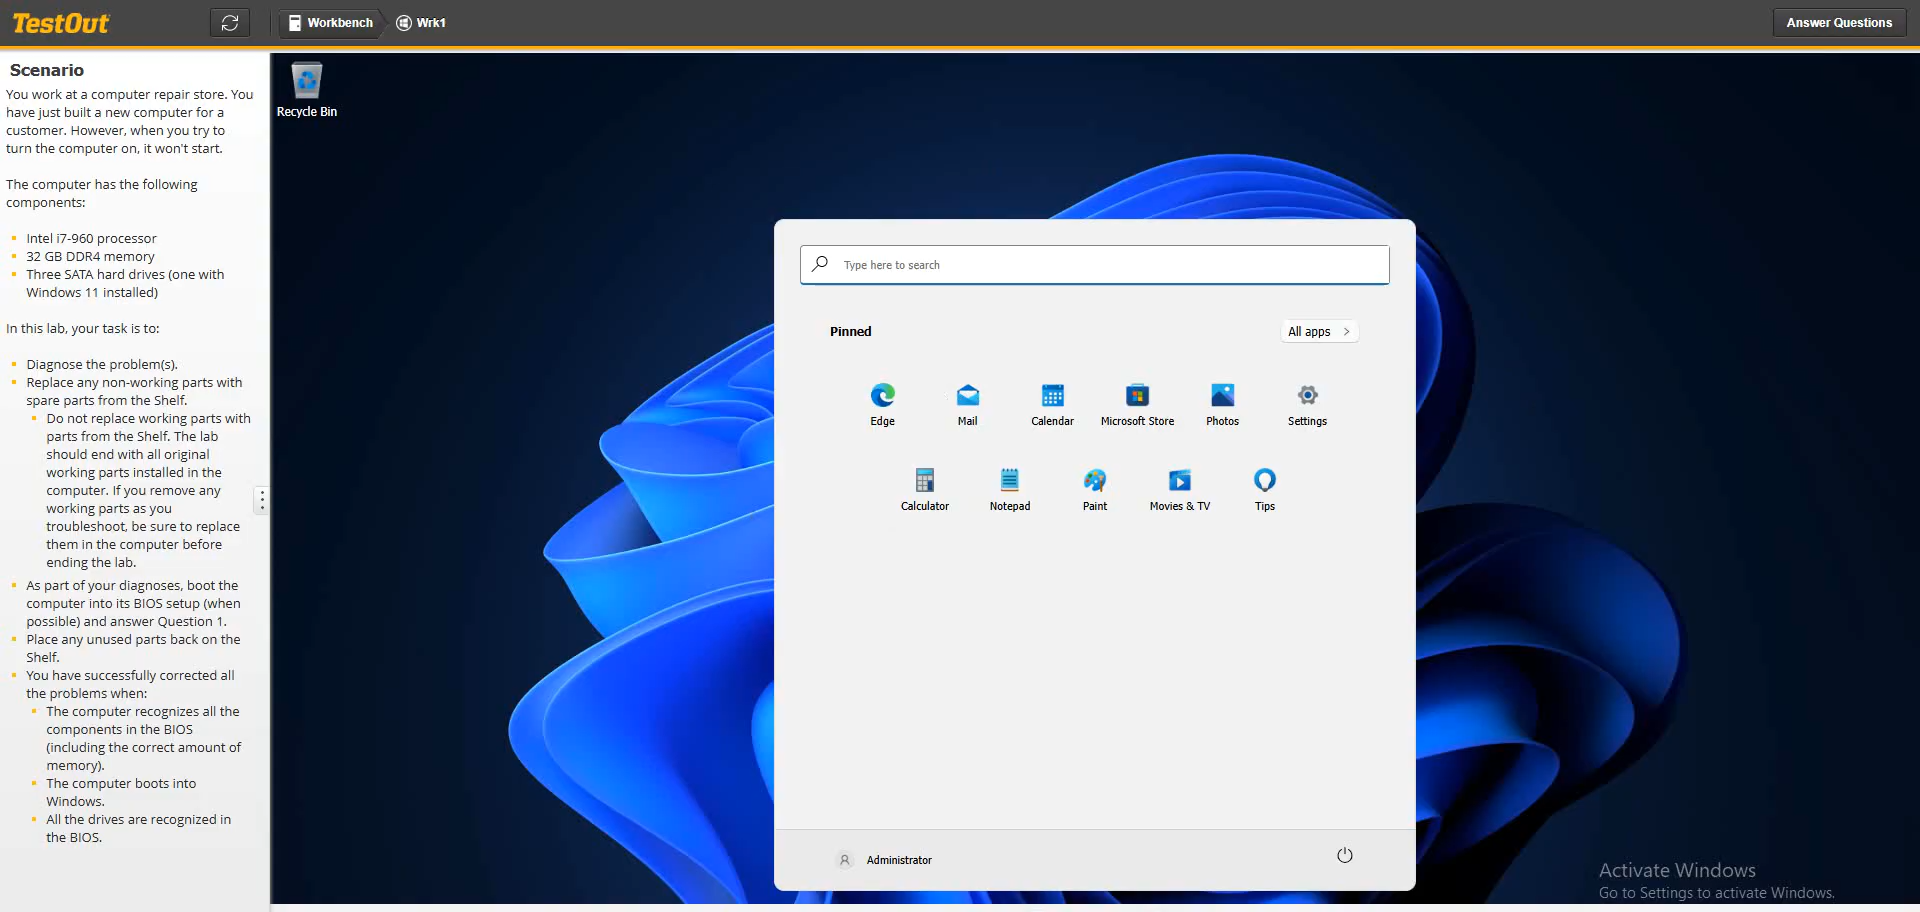 TestOut
Workbench
Wrk1
Answer Questions
Scenario
You work at a computer repair store. You
have just built a new computer for a
customer. However, when you try to
turn the computer on, it won't start.
The computer has the following
components:
Intel i7-960 processor
32 GB DDR4 memory
Three SATA hard drives (one with
Windows 11 installed)
In this lab, your task is to:
Diagnose the problem(s).
Replace any non-working parts with
spare parts from the Shelf.
Do not replace working parts with
parts from the Shelf. The lab
should end with all original
working parts installed in the
computer. If you remove any
working parts as you
troubleshoot, be sure to replace
them in the computer before
ending the lab.
As part of your diagnoses, boot the
computer into its BIOS setup (when
possible) and answer Question 1.
Place any unused parts back on the
Shelf.
You have successfully corrected all
the problems when:
The computer recognizes all the
components in the BIOS
(including the correct amount of
memory).
The computer boots into
Windows.
All the drives are recognized in
the BIOS.
Recycle Bin
Type here to search
Pinned
All apps
Edge
Mail
Calendar
Microsoft Store
Photos
Settings
Calculator
Notepad
Paint
Movies & TV
Tips
Administrator
Activate Windows
Go to Settings to activate Windows.